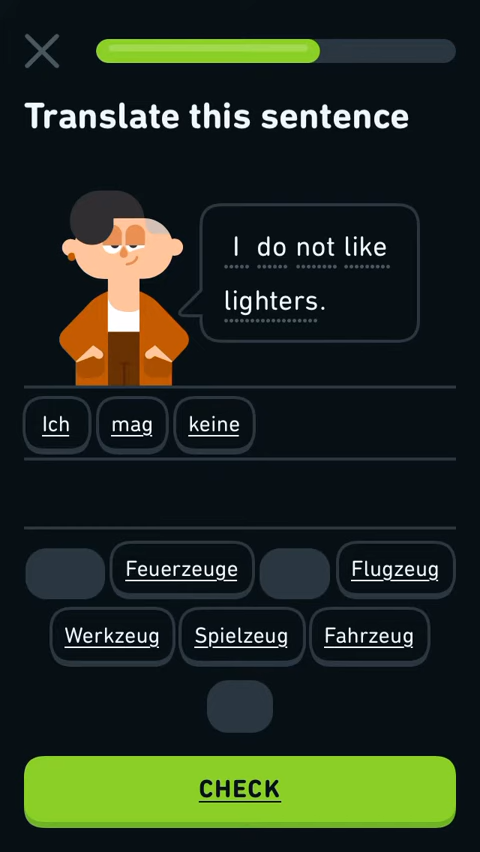 Translate this sentence
I do not like
lighters.
Ich mag keine
Feuerzeuge Flugzeug
Werkzeug Spielzeug Fahrzeug
CHECK